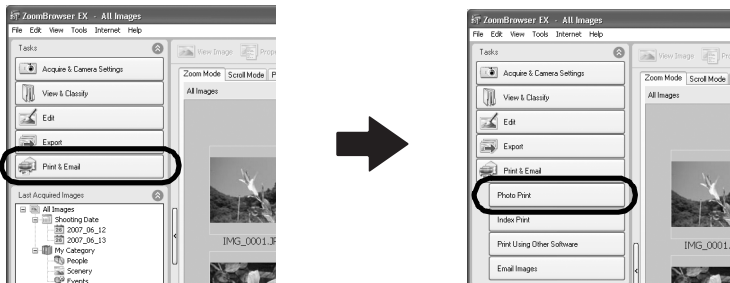 ZoomBrowser EX - All Images
File Edit View Tools Internet Help
Tasks
View Image
Acquire & Camera Settings
Zoom Mode Scroll Mode
View & Classify
All Images
Edit
Export
Print & Email
Last Acquired Images
All Images
Shooting Date
2007_06_12
2007_06_13
My Category
People
Scenery
Events
IMG_0001.JP
ZoomBrowser EX - All Images
File Edit View Tools Internet Help
Tasks
View Image
Acquire & Camera Settings
Zoom Mode Scroll Mode
View & Classify
All Images
Edit
Export
Print & Email
Photo Print
Index Print
Print Using Other Software
Email Images
IMG_0001.